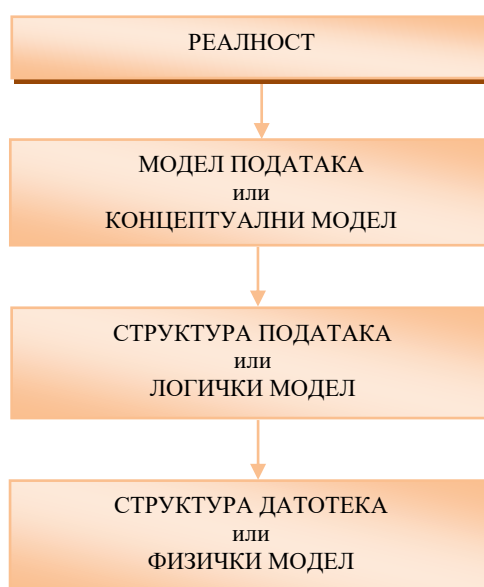 РЕАЛНОСТ
МОДЕЛ ПОДАТАКА
или
КОНЦЕПТУАЛНИ МОДЕЛ
СТРУКТУРА ПОДАТАКА
или
ЛОГИЧКИ МОДЕЛ
СТРУКТУРА ДАТОТЕКА
или
ФИЗИЧКИ МОДЕЛ